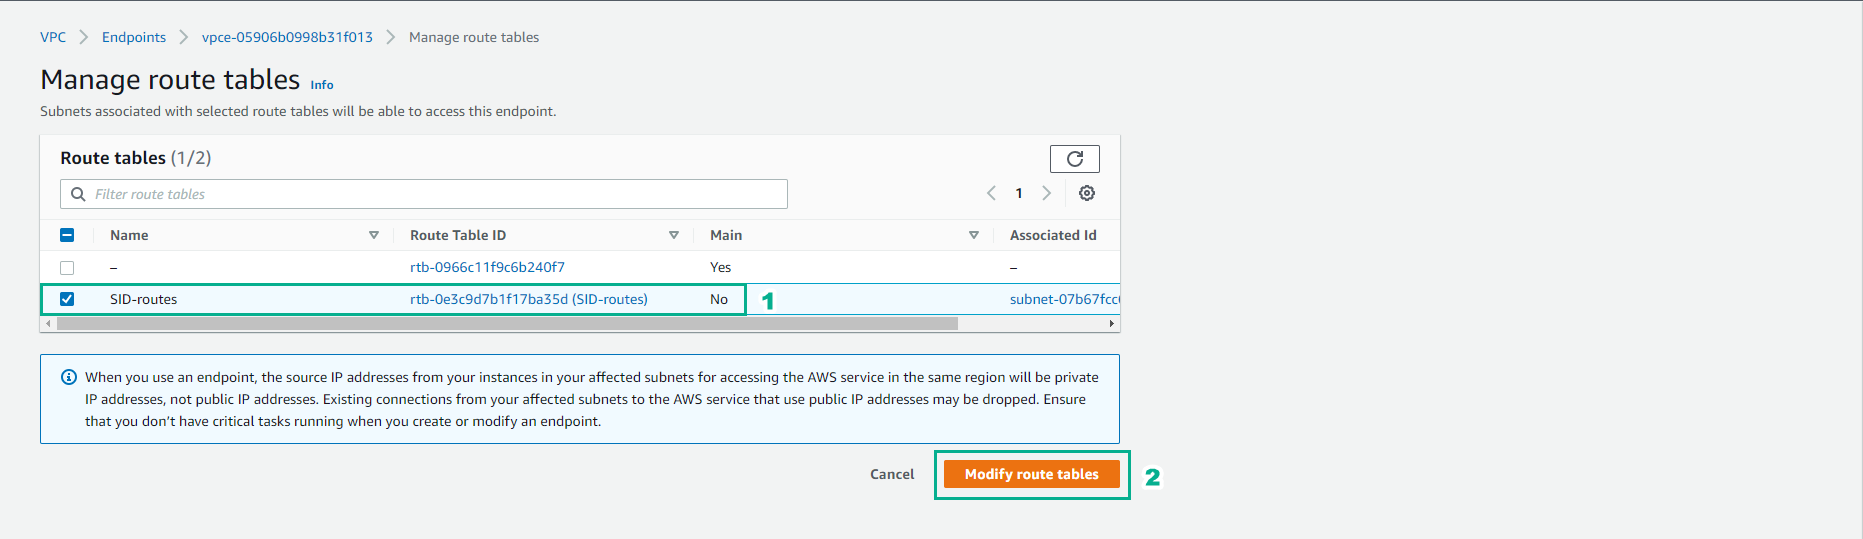 VPC > Endpoints > vpce-05906b0998b31f013 > Manage route tables
Manage route tables Info
Subnets associated with selected route tables will be able to access this endpoint.
Route tables (1/2)
Filter route tables
1
Name Route Table ID Main Associated Id
– rtb-0966c11f9c6b240f7 Yes –
SID-routes rtb-0e3c9d7b1f17ba35d (SID-routes) No 1 subnet-07b67fcc
When you use an endpoint, the source IP addresses from your instances in your affected subnets for accessing the AWS service in the same region will be private
IP addresses, not public IP addresses. Existing connections from your affected subnets to the AWS service that use public IP addresses may be dropped. Ensure
that you don't have critical tasks running when you create or modify an endpoint.
Cancel Modify route tables 2